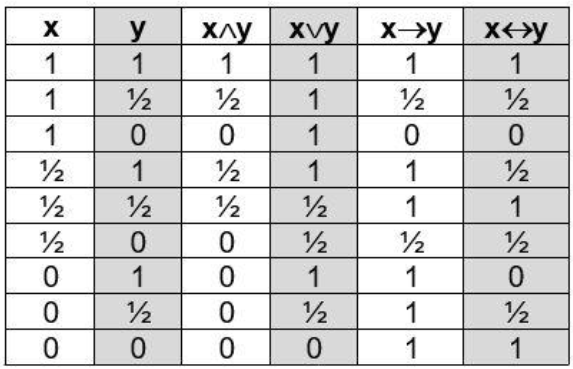 x y x∧y x∨y x→y x↔y
1 1 1 1 1 1
1 ½ ½ 1 ½ ½
1 0 0 1 0 0
½ 1 ½ 1 1 ½
½ ½ ½ ½ 1 1
½ 0 0 ½ ½ ½
0 1 0 1 1 0
0 ½ 0 ½ 1 ½
0 0 0 0 1 1